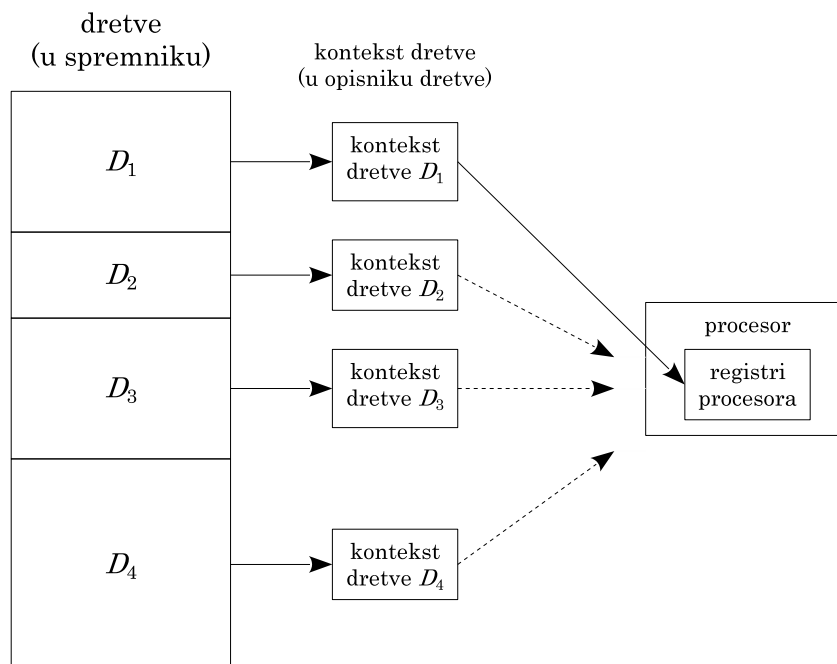 dretve
(u spremniku)
kontekst dretve
(u opisniku dretve)
D₁
kontekst
dretve D₁
D₂
kontekst
dretve D₂
procesor
registri
procesora
D₃
kontekst
dretve D₃
D₄
kontekst
dretve D₄